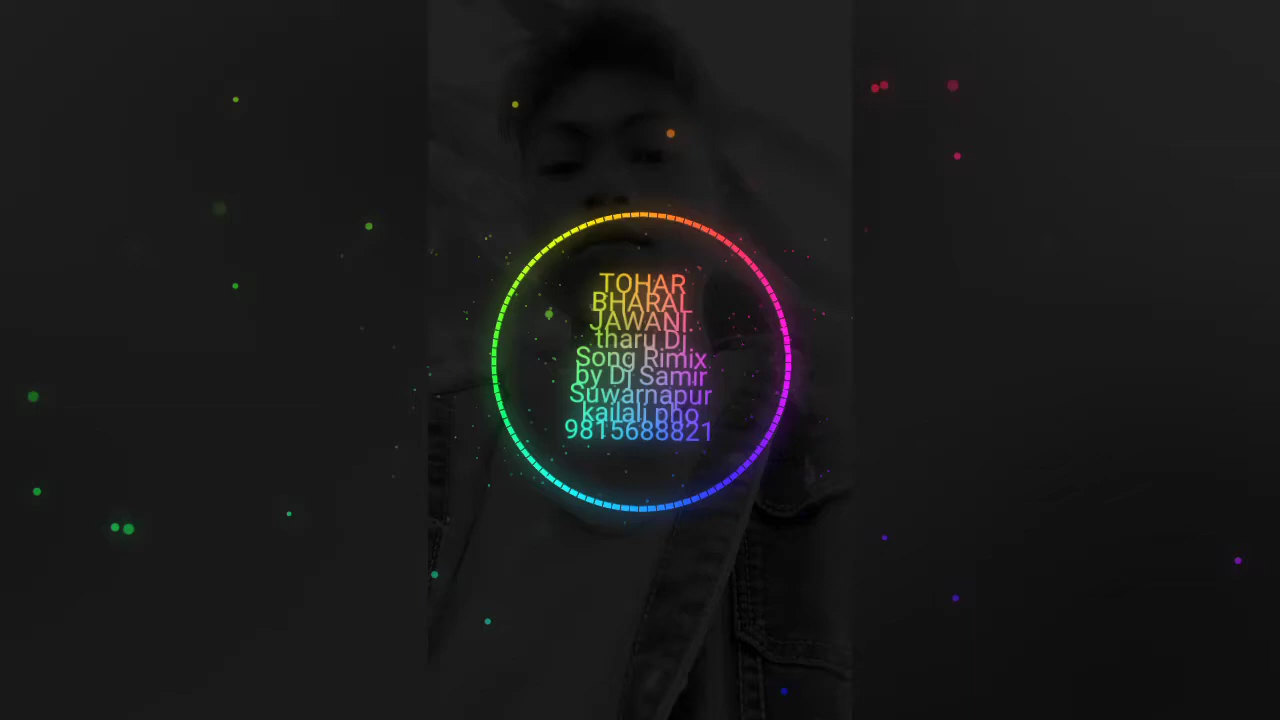 TOHAR
BHARAL
JAWANI.
tharu Dj
Song Rimix
by Dj Samir
Suwarnapur
kailali pho
9815688821